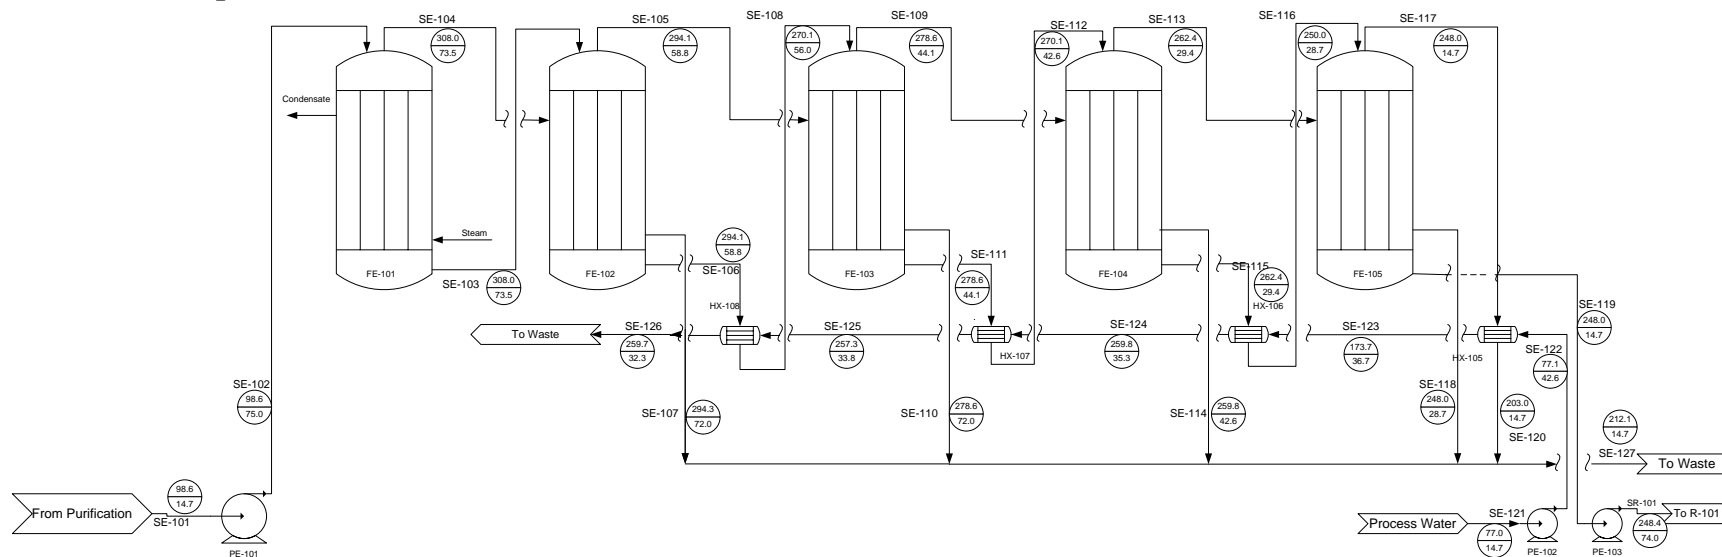 SE-104
308.0
73.5
SE-105
294.1
58.8
SE-108
270.1
56.0
SE-109
278.6
44.1
SE-112
270.1
42.6
SE-113
262.4
29.4
SE-116
250.0
28.7
SE-117
248.0
14.7
Condensate
Steam
FE-101
SE-103
308.0
73.5
FE-102
294.1
58.8
SE-106
HX-108
FE-103
SE-111
278.6
44.1
HX-107
FE-104
SE-115
262.4
29.4
HX-106
FE-105
SE-119
248.0
14.7
To Waste
SE-126
259.7
32.3
SE-125
257.3
33.8
SE-124
259.8
35.3
SE-123
173.7
36.7
HX-105
SE-122
77.1
42.6
SE-102
98.6
75.0
SE-107
294.3
72.0
SE-110
278.6
72.0
SE-114
259.8
42.6
SE-118
248.0
28.7
203.0
14.7
SE-120
212.1
14.7
SE-127
To Waste
From Purification
98.6
14.7
SE-101
PE-101
Process Water
SE-121
77.0
14.7
PE-102
PE-103
SR-101
To R-101
248.4
74.0